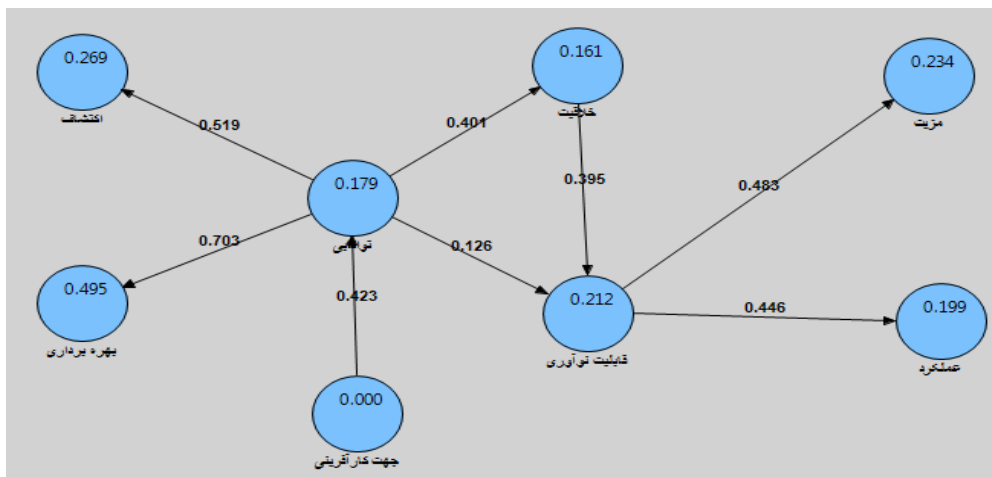 0.269
اکتشاف
0.161
خلاقیت
0.234
مزیت
0.519
0.401
0.179
توانایی
0.395
0.483
0.703
0.126
0.495
بهره برداری
0.423
0.212
قابلیت نوآوری
0.446
0.199
عملکرد
0.000
جهت کارآفرینی